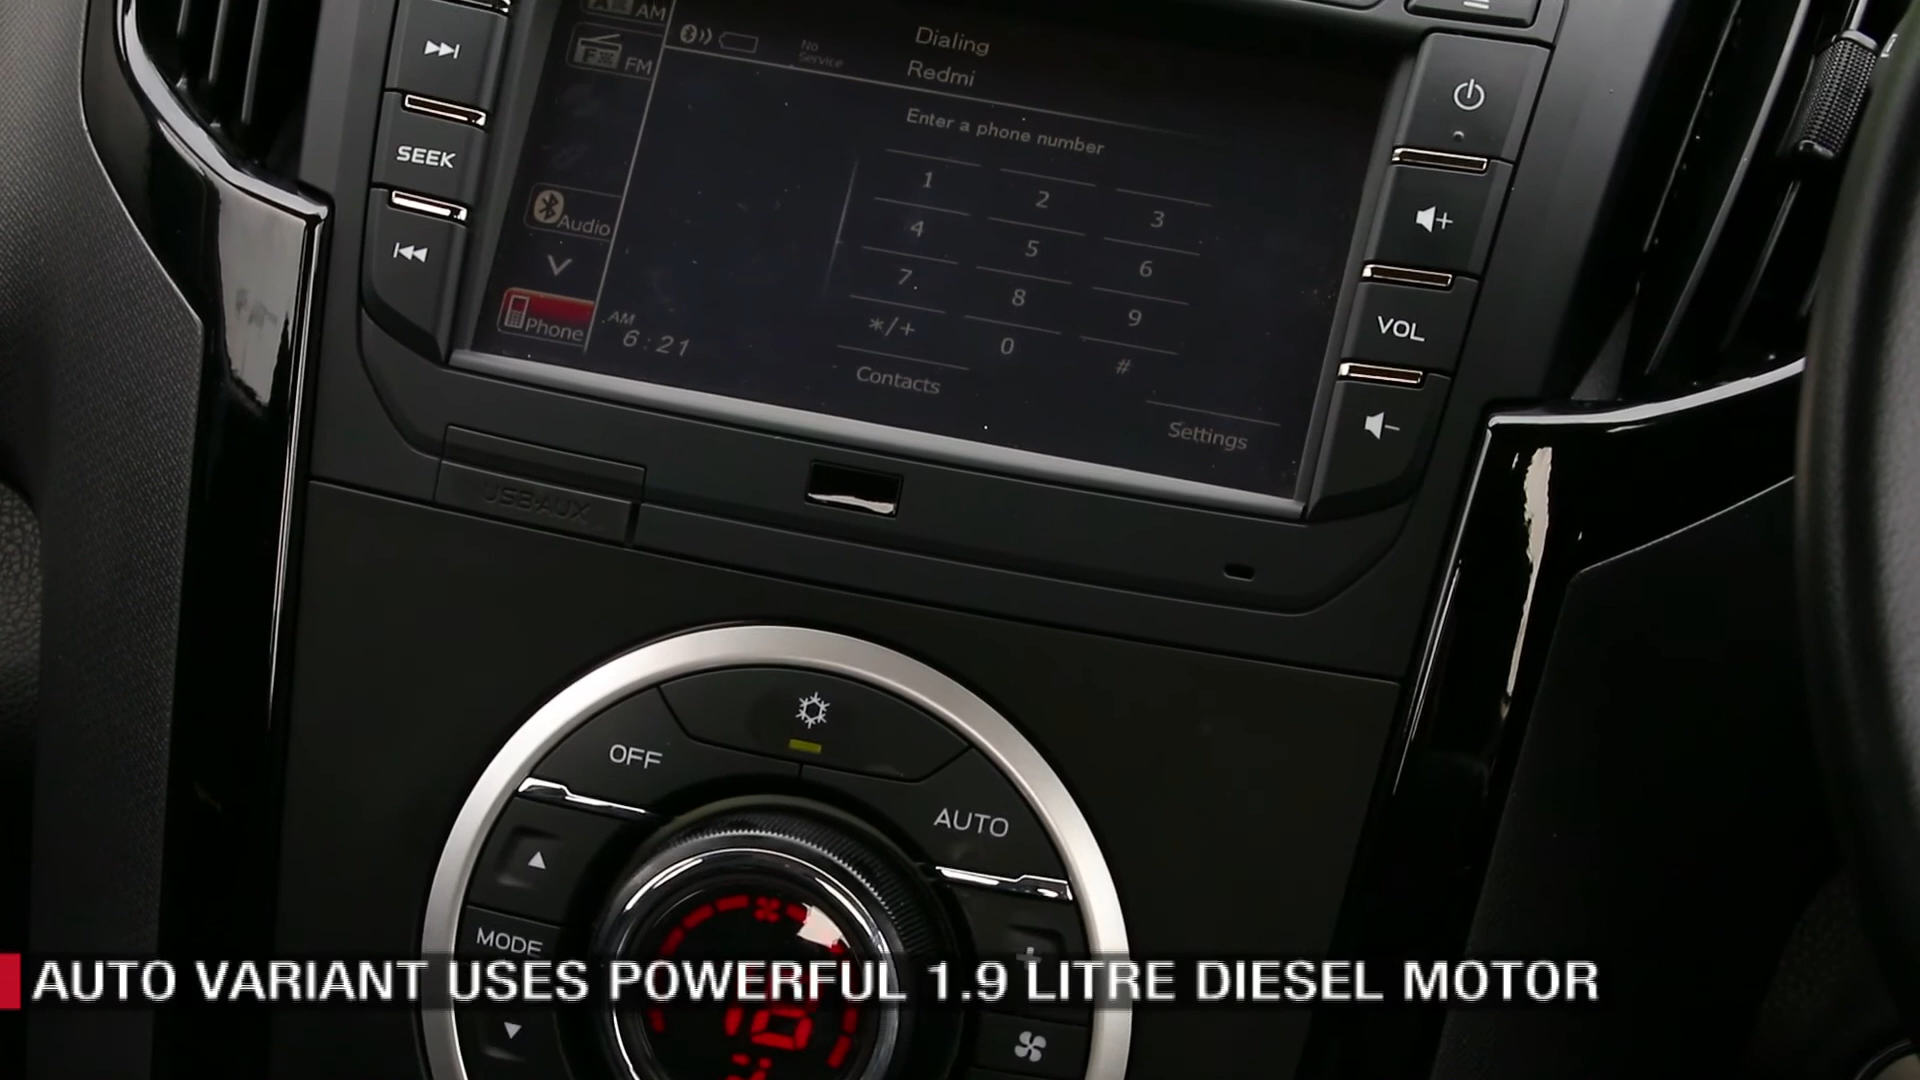 AM
FM
No
Service
Dialing
Redmi
Enter a phone number
1 2 3
4 5 6
7 8 9
*/+ 0 #
Contacts
Settings
Audio
Phone
AM
6:21
SEEK
VOL
USB·AUX
OFF
AUTO
MODE
18
AUTO VARIANT USES POWERFUL 1.9 LITRE DIESEL MOTOR